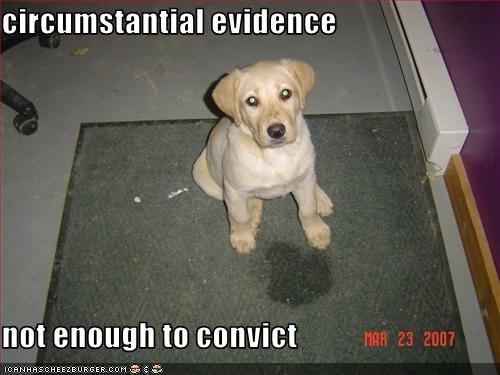 circumstantial evidence
not enough to convict
MAR 23 2007
ICANHASCHEEZBURGER.COM